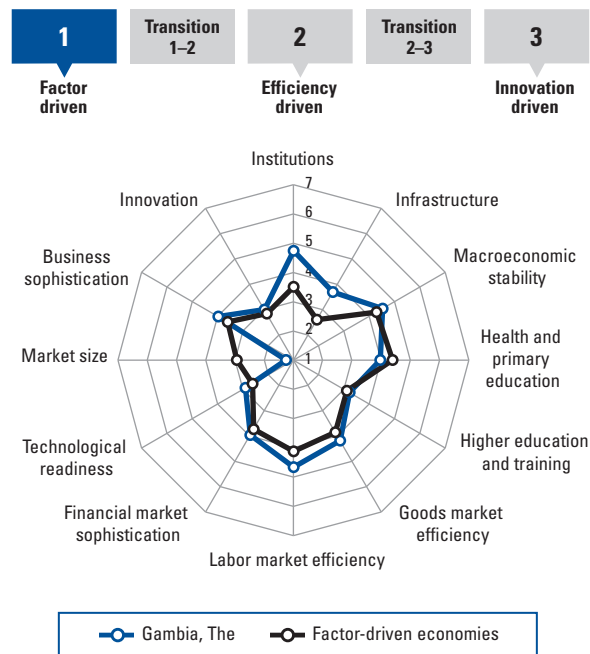 1
Transition
1–2
2
Transition
2–3
3
Factor
driven
Efficiency
driven
Innovation
driven
Institutions
Innovation
7
Infrastructure
6
Business
sophistication
5
Macroeconomic
stability
4
3
2
Market size
1
Health and
primary
education
Technological
readiness
Higher education
and training
Financial market
sophistication
Goods market
efficiency
Labor market efficiency
Gambia, The
Factor-driven economies